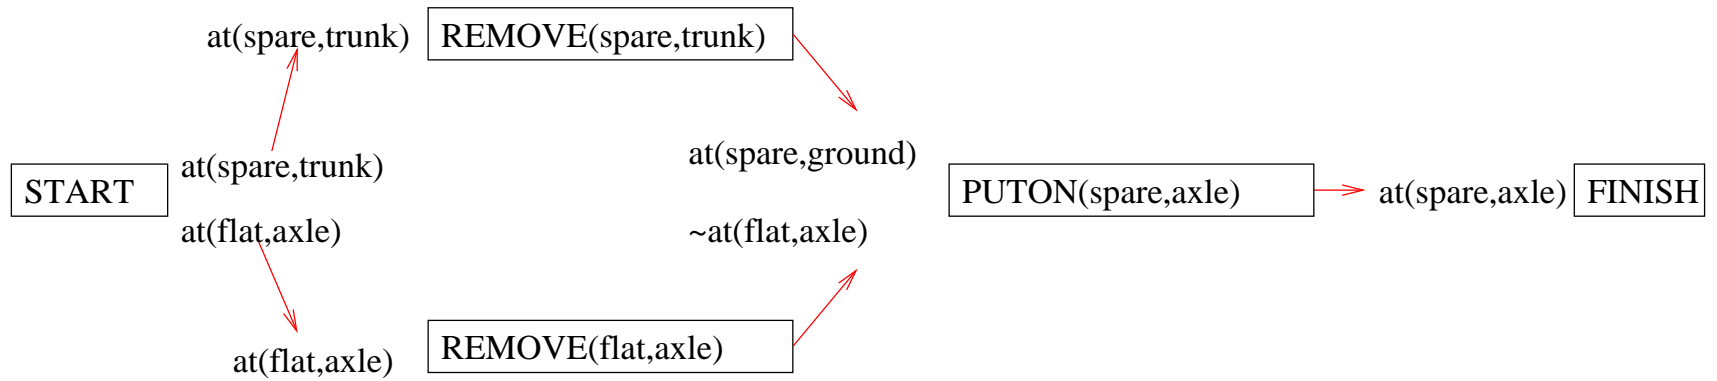 at(spare,trunk) REMOVE(spare,trunk)
at(spare,trunk)
at(spare,ground)
START
PUTON(spare,axle)
at(spare,axle) FINISH
at(flat,axle)
~at(flat,axle)
at(flat,axle) REMOVE(flat,axle)